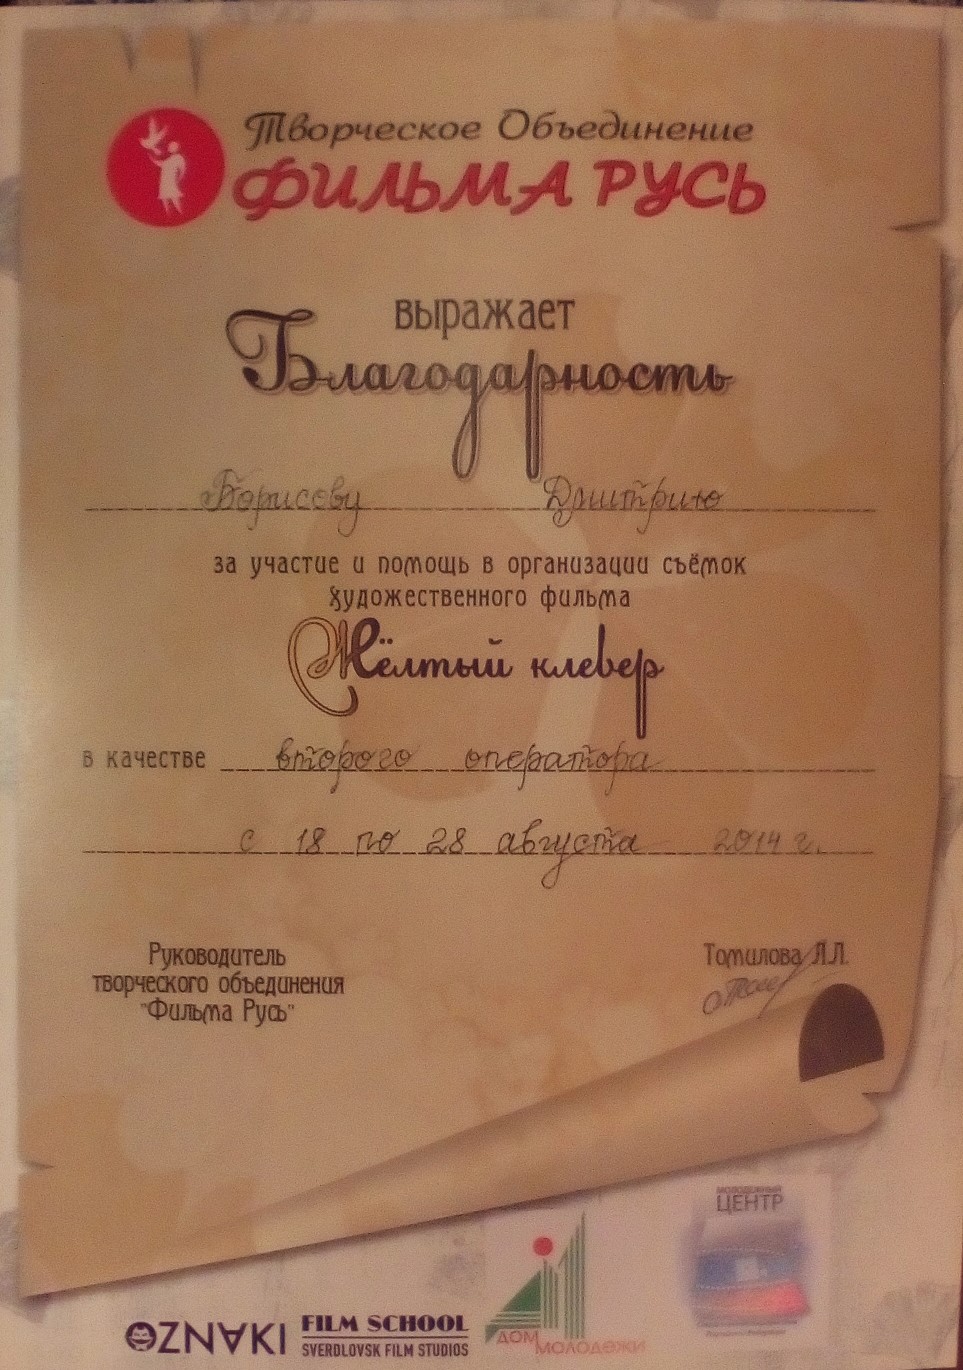 Творческое Объединение
ФИЛЬМА РУСЬ
выражает
Благодарность
Борисову Дмитрию
за участие и помощь в организации съёмок
художественного фильма
Жёлтый клевер
в качестве второго оператора
с 18 по 28 августа 2014 г.
Руководитель
творческого объединения
"Фильма Русь"
Томилова Л.Л.
МОЛОДЕЖНЫЙ
ЦЕНТР
OZNAKI
FILM SCHOOL
SVERDLOVSK FILM STUDIOS
ДОМ
МОЛОДЕЖИ